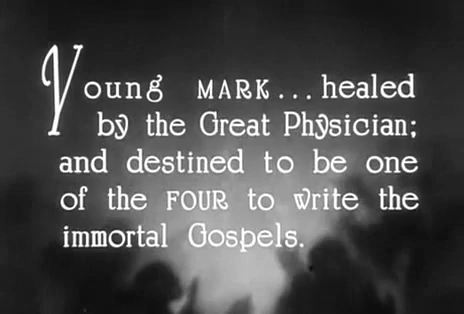 Young MARK... healed
by the Great Physician;
and destined to be one
of the FOUR to write the
immortal Gospels.